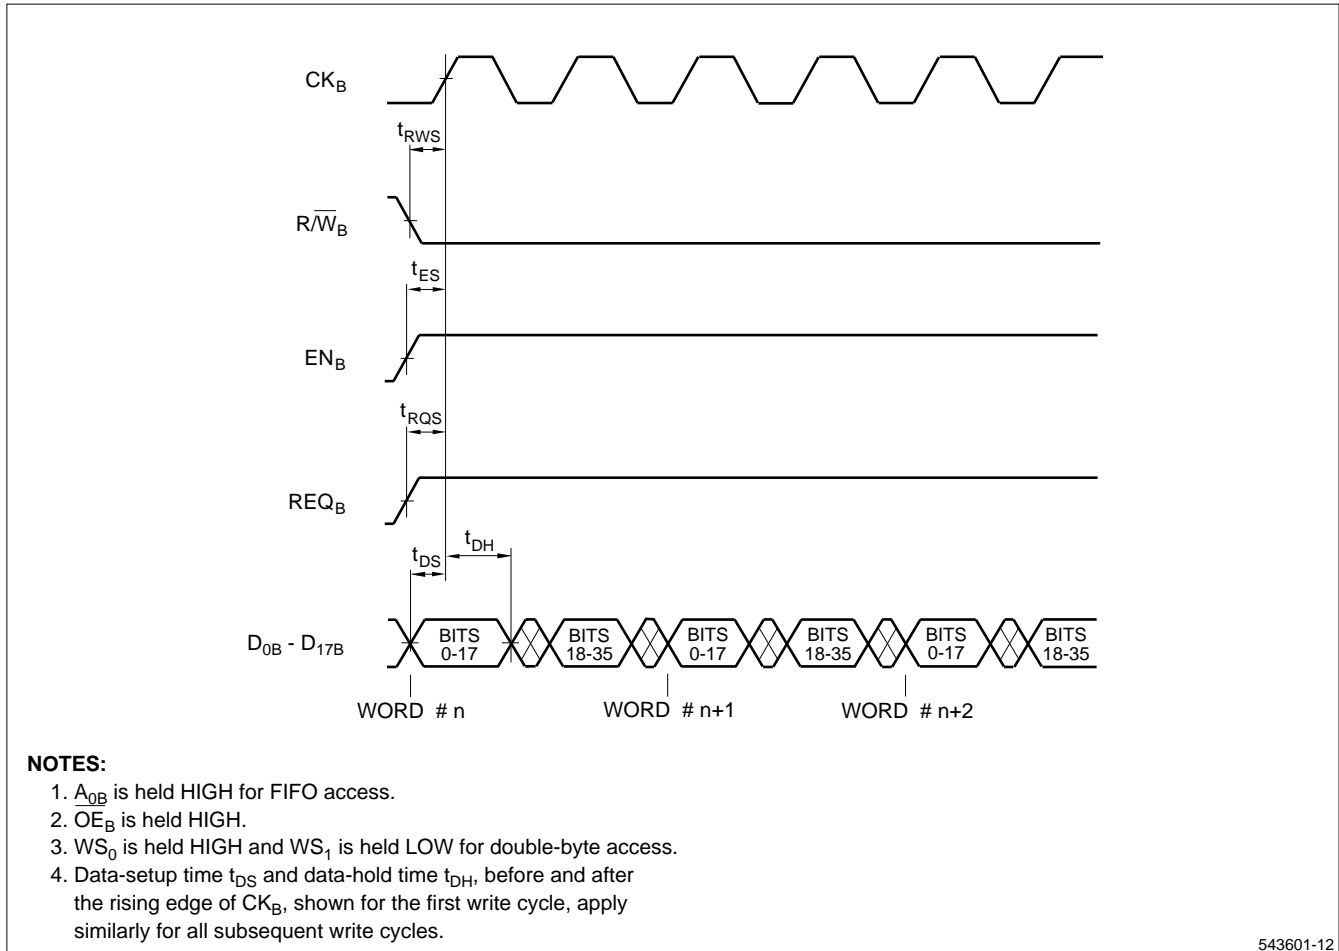 CK_B
t_RWS
R/W̅_B
t_ES
EN_B
t_RQS
REQ_B
t_DH
t_DS
D_0B - D_17B
BITS 0-17
BITS 18-35
BITS 0-17
BITS 18-35
BITS 0-17
BITS 18-35
WORD # n
WORD # n+1
WORD # n+2
NOTES:
1. A_0B is held HIGH for FIFO access.
2. O̅E̅_B is held HIGH.
3. WS_0 is held HIGH and WS_1 is held LOW for double-byte access.
4. Data-setup time t_DS and data-hold time t_DH, before and after
the rising edge of CK_B, shown for the first write cycle, apply
similarly for all subsequent write cycles.
543601-12